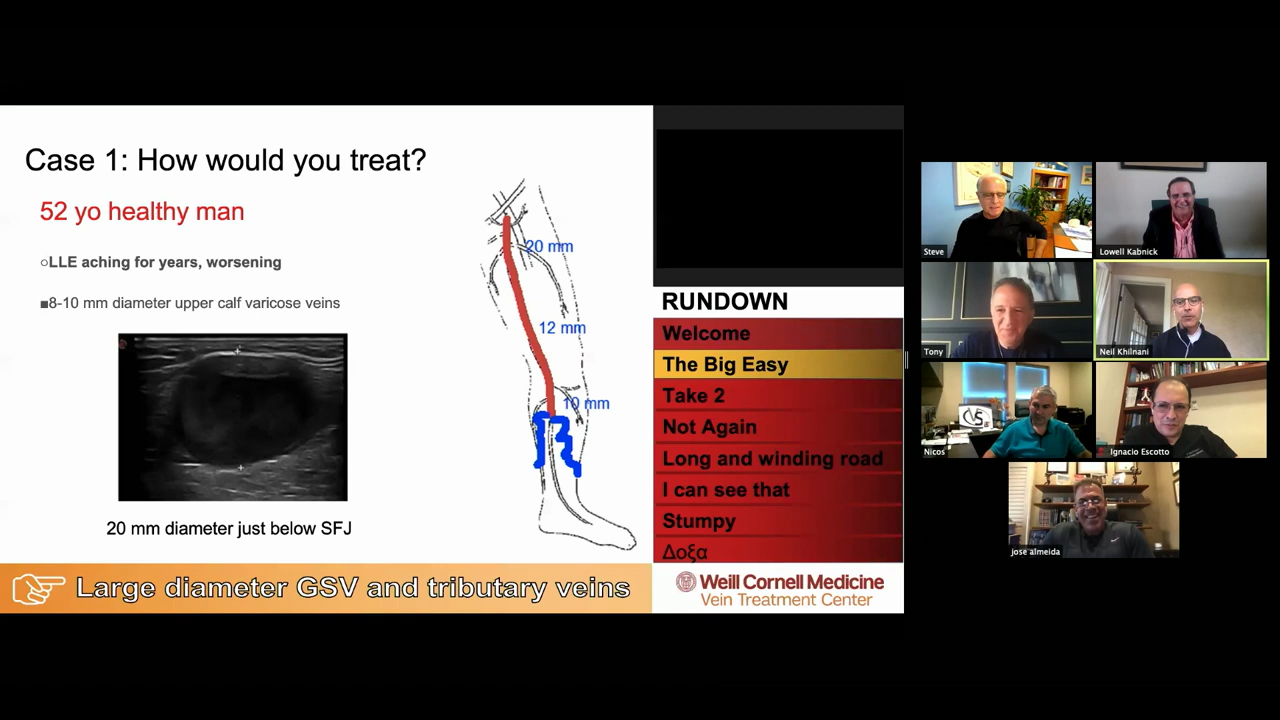 Case 1: How would you treat?
52 yo healthy man
○LLE aching for years, worsening
■8-10 mm diameter upper calf varicose veins
20 mm diameter just below SFJ
20 mm
12 mm
10 mm
Large diameter GSV and tributary veins
RUNDOWN
Welcome
The Big Easy
Take 2
Not Again
Long and winding road
I can see that
Stumpy
Δοξα
Weill Cornell Medicine
Vein Treatment Center
Steve
Lowell Kabnick
Tony
Neil Khilnani
Nicos
Ignacio Escotto
jose almeida